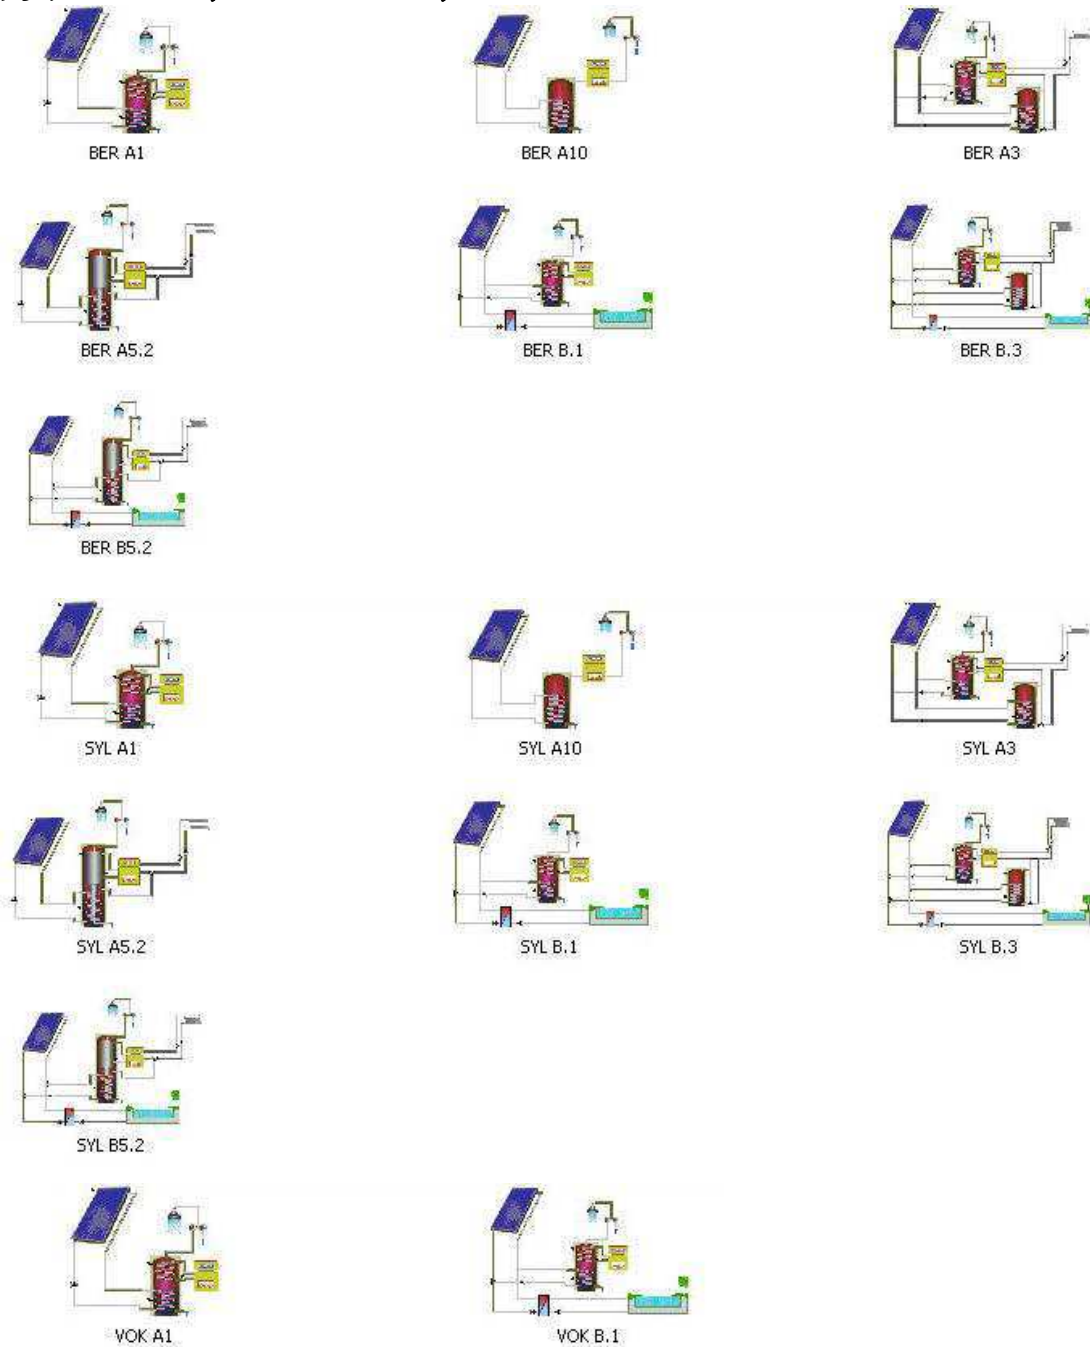 BER A1 BER A10 BER A3
BER A5.2 BER B.1 BER B.3
BER B5.2
SYL A1 SYL A10 SYL A3
SYL A5.2 SYL B.1 SYL B.3
SYL B5.2
VOK A1 VOK B.1